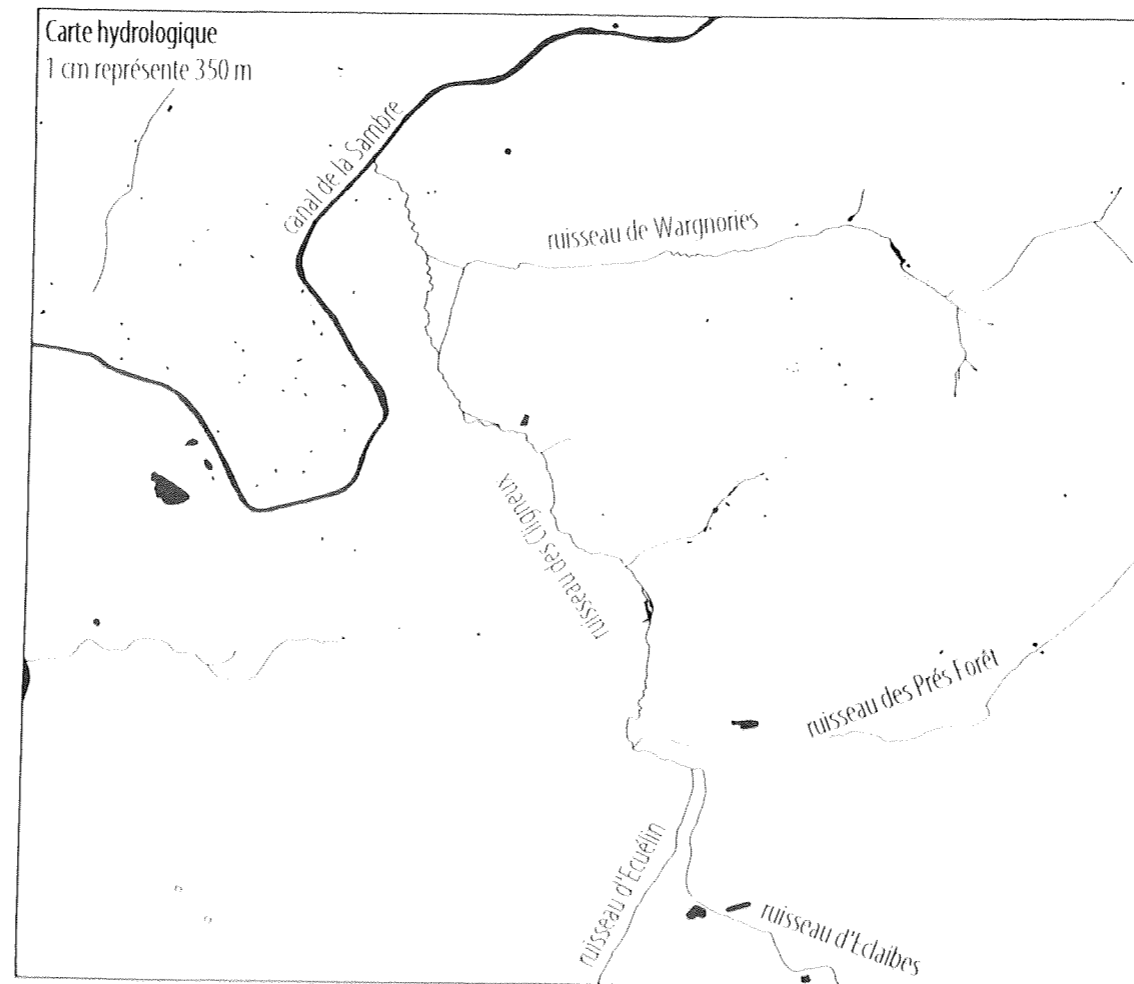 Carte hydrologique
1 cm représente 350 m
canal de la Sambre
ruisseau de Wargnories
ruisseau des Cligneux
ruisseau des Prés Forêt
ruisseau d'Ecuélin
ruisseau d'Eclaibes